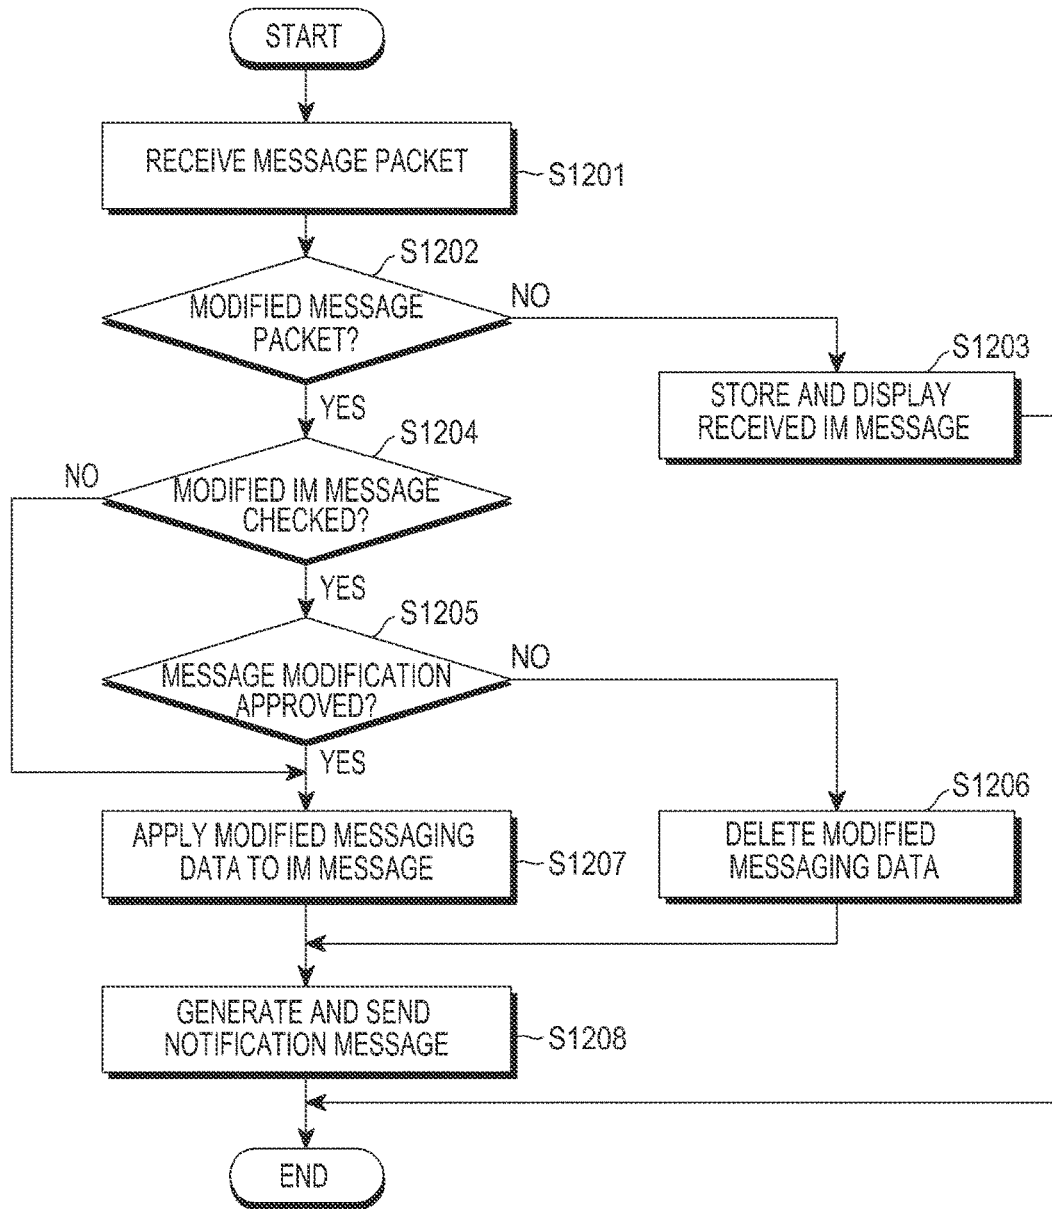 START
RECEIVE MESSAGE PACKET
S1201
S1202
MODIFIED MESSAGE
PACKET?
NO
YES
S1203
STORE AND DISPLAY
RECEIVED IM MESSAGE
S1204
NO
MODIFIED IM MESSAGE
CHECKED?
YES
S1205
MESSAGE MODIFICATION
APPROVED?
NO
YES
S1206
DELETE MODIFIED
MESSAGING DATA
APPLY MODIFIED MESSAGING
DATA TO IM MESSAGE
S1207
GENERATE AND SEND
NOTIFICATION MESSAGE
S1208
END